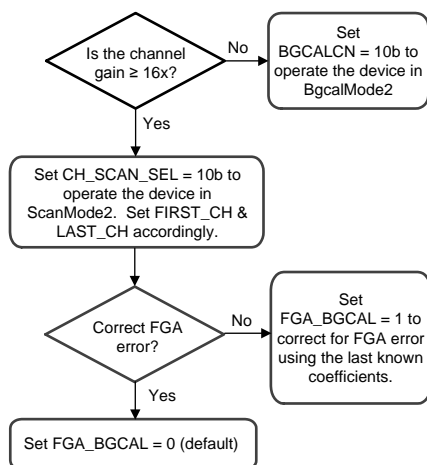 Is the channel
gain ≥ 16x?
No
Set
BGCALCN = 10b to
operate the device in
BgcalMode2
Yes
Set CH_SCAN_SEL = 10b to
operate the device in
ScanMode2. Set FIRST_CH &
LAST_CH accordingly.
Correct FGA
error?
No
Set
FGA_BGCAL = 1 to
correct for FGA error
using the last known
coefficients.
Yes
Set FGA_BGCAL = 0 (default)